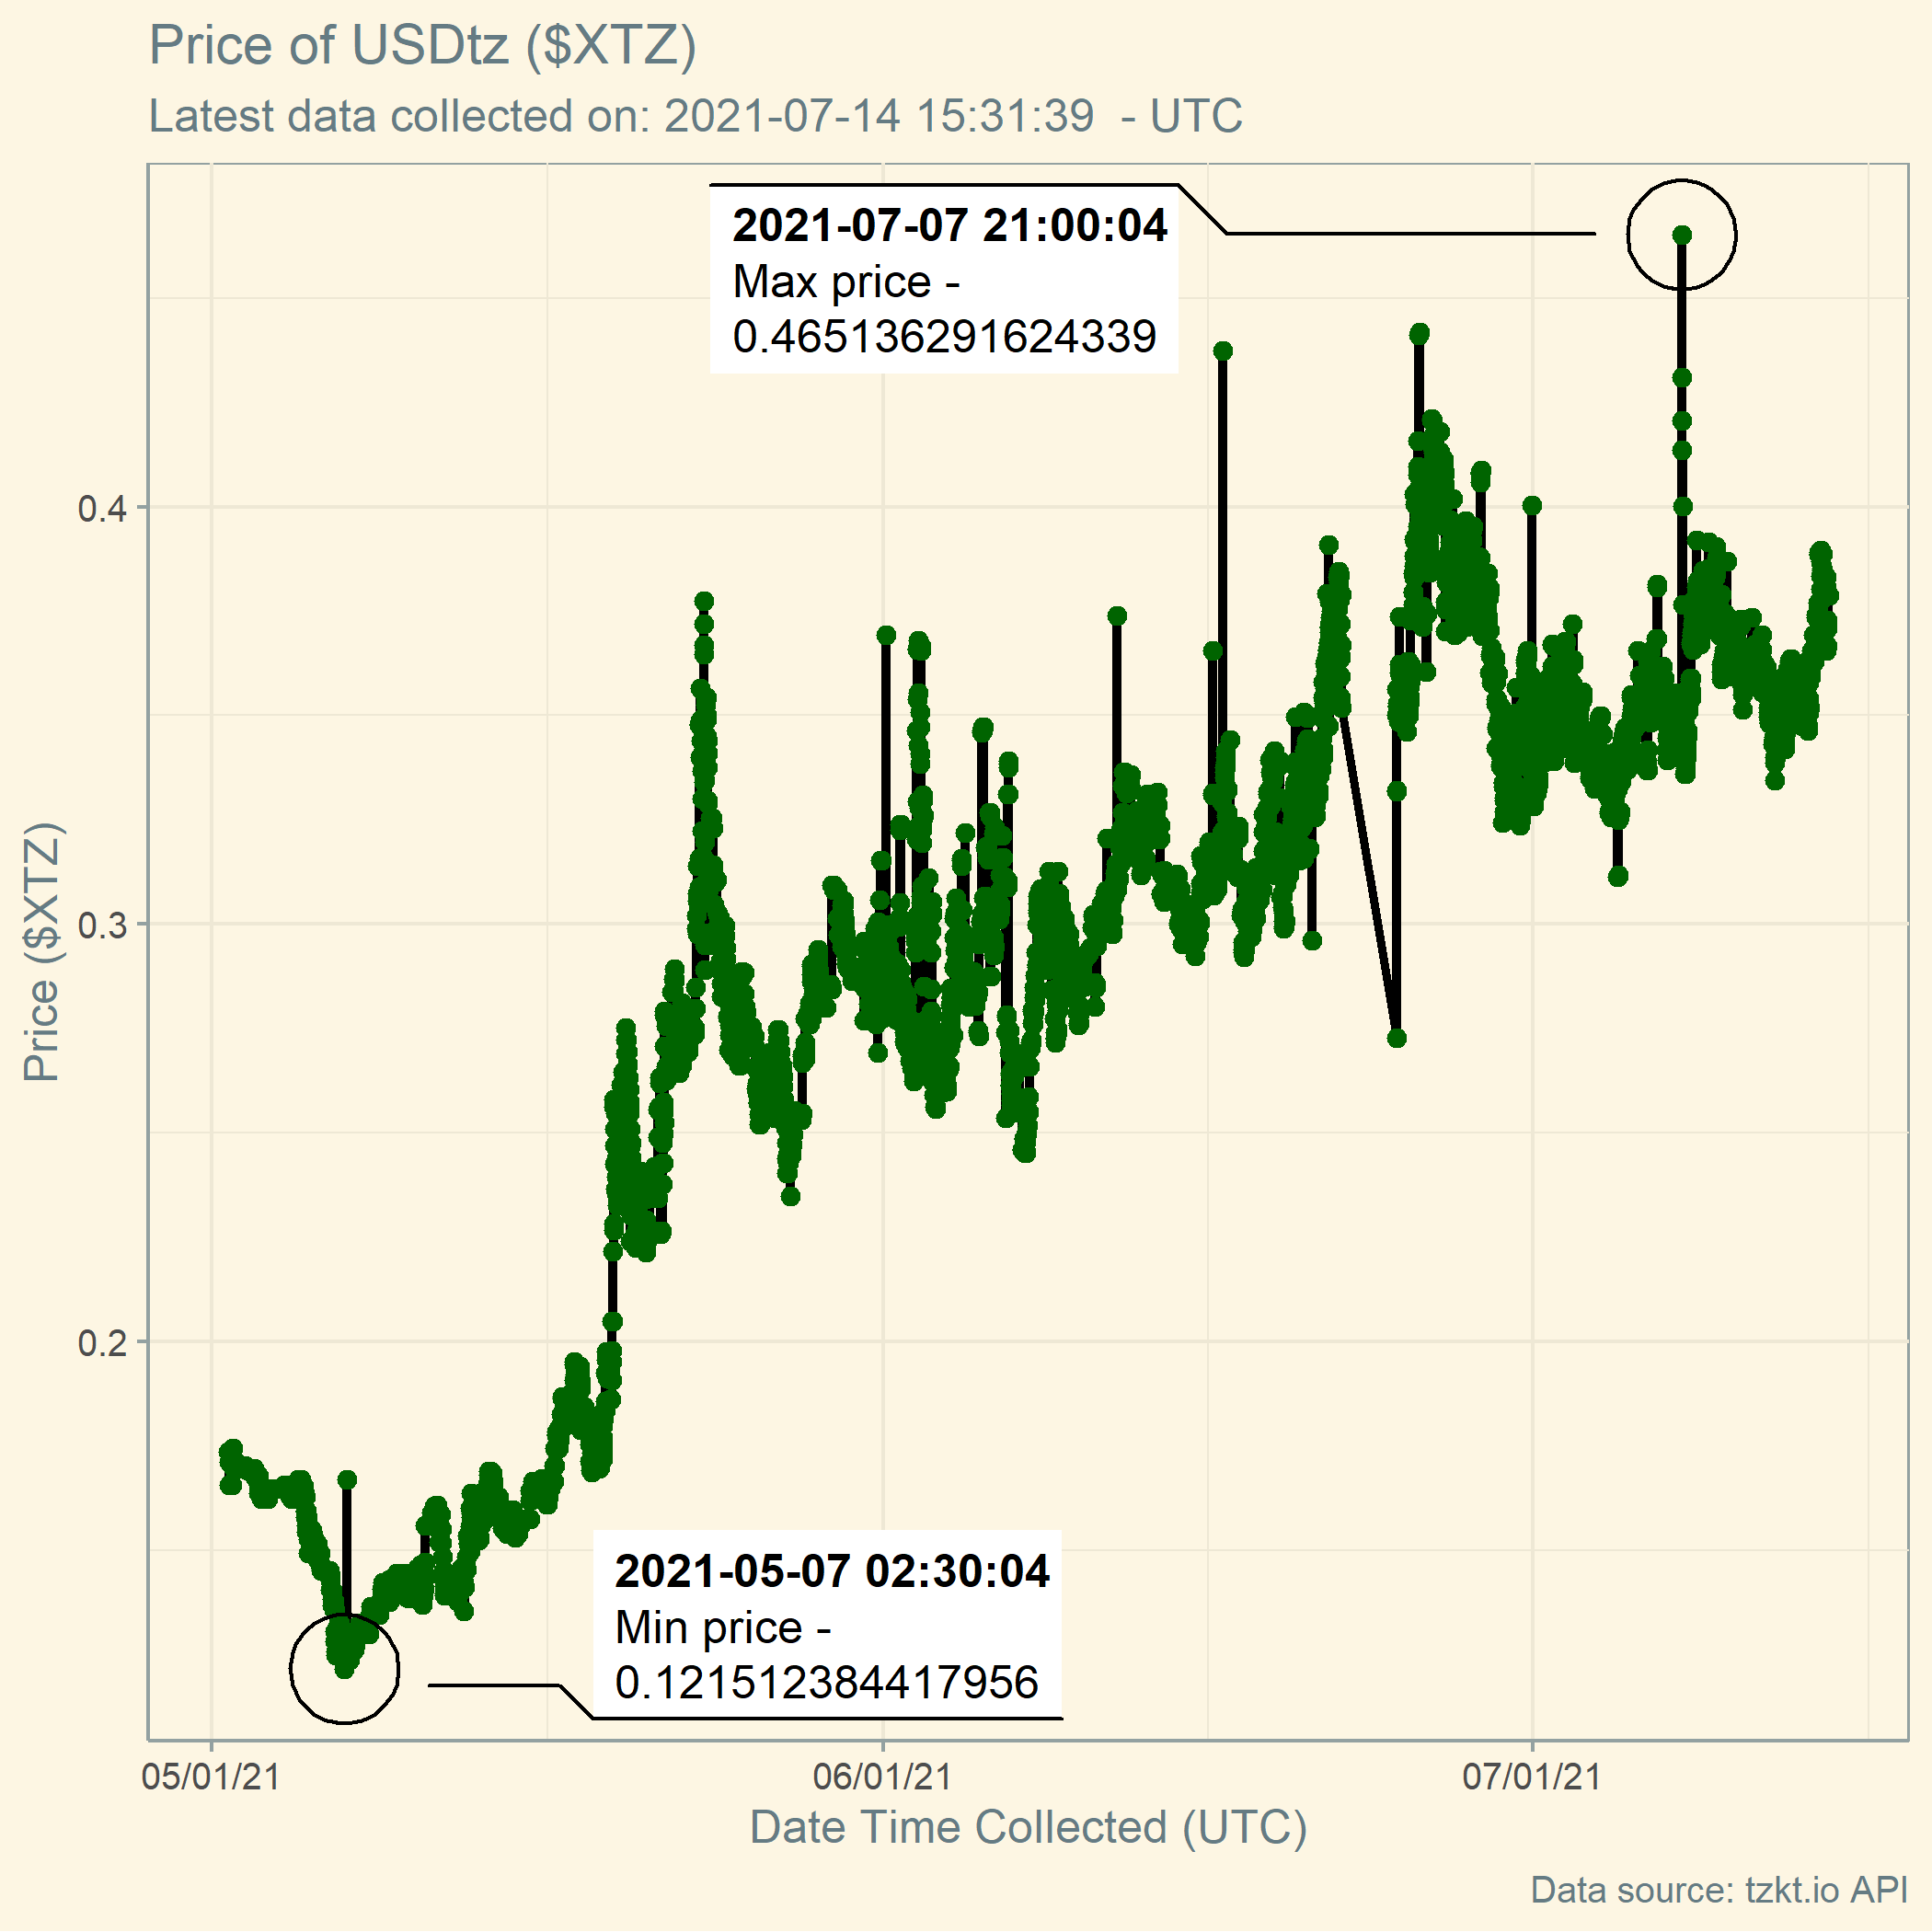 Price of USDtz ($XTZ)
Latest data collected on: 2021-07-14 15:31:39  - UTC
2021-07-07 21:00:04
Max price -
0.465136291624339
0.4
0.3
0.2
Price ($XTZ)
2021-05-07 02:30:04
Min price -
0.121512384417956
05/01/21
06/01/21
07/01/21
Date Time Collected (UTC)
Data source: tzkt.io API